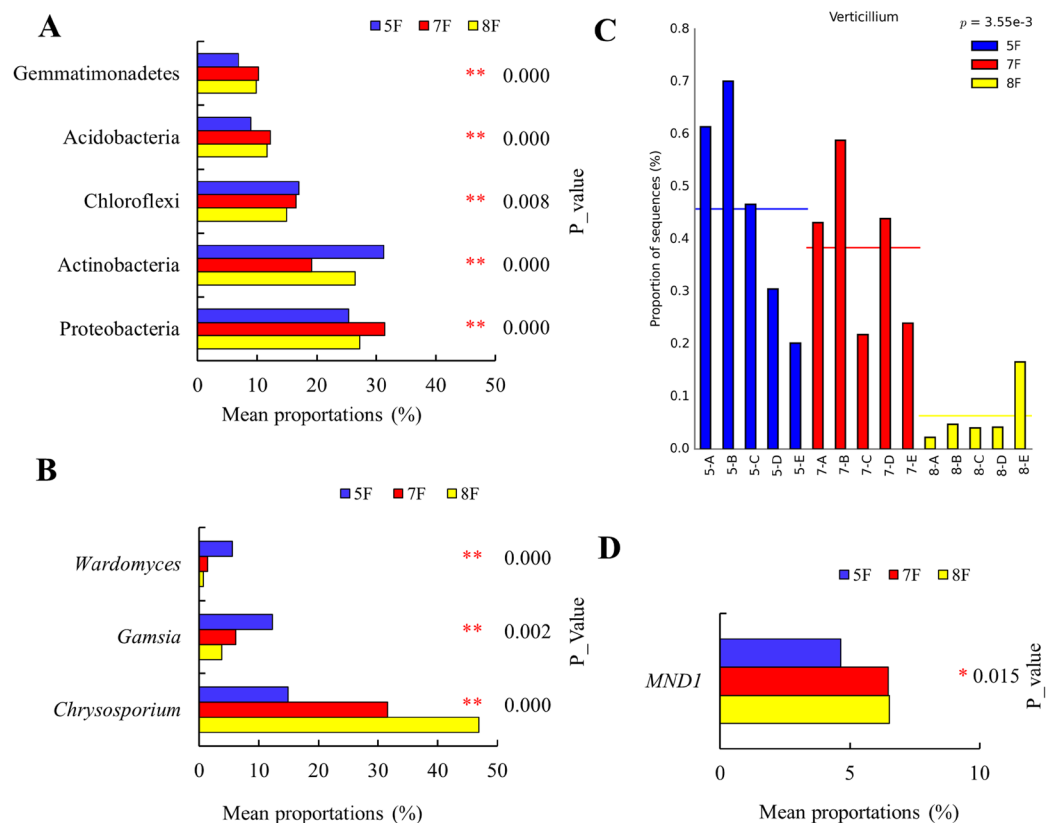 A
5F 7F 8F
Gemmatimonadetes ** 0.000
Acidobacteria ** 0.000
Chloroflexi ** 0.008
Actinobacteria ** 0.000
Proteobacteria ** 0.000
P_value
0 10 20 30 40 50
Mean proportations (%)
B
5F 7F 8F
Wardomyces ** 0.000
Gamsia ** 0.002
Chrysosporium ** 0.000
P_Value
0 10 20 30 40 50
Mean proportations (%)
C
Verticillium
p = 3.55e-3
5F
7F
8F
Proportion of sequences (%)
0.8
0.7
0.6
0.5
0.4
0.3
0.2
0.1
0.0
5-A 5-B 5-C 5-D 5-E 7-A 7-B 7-C 7-D 7-E 8-A 8-B 8-C 8-D 8-E
D
5F 7F 8F
MND1 * 0.015
P_value
0 5 10
Mean proportations (%)